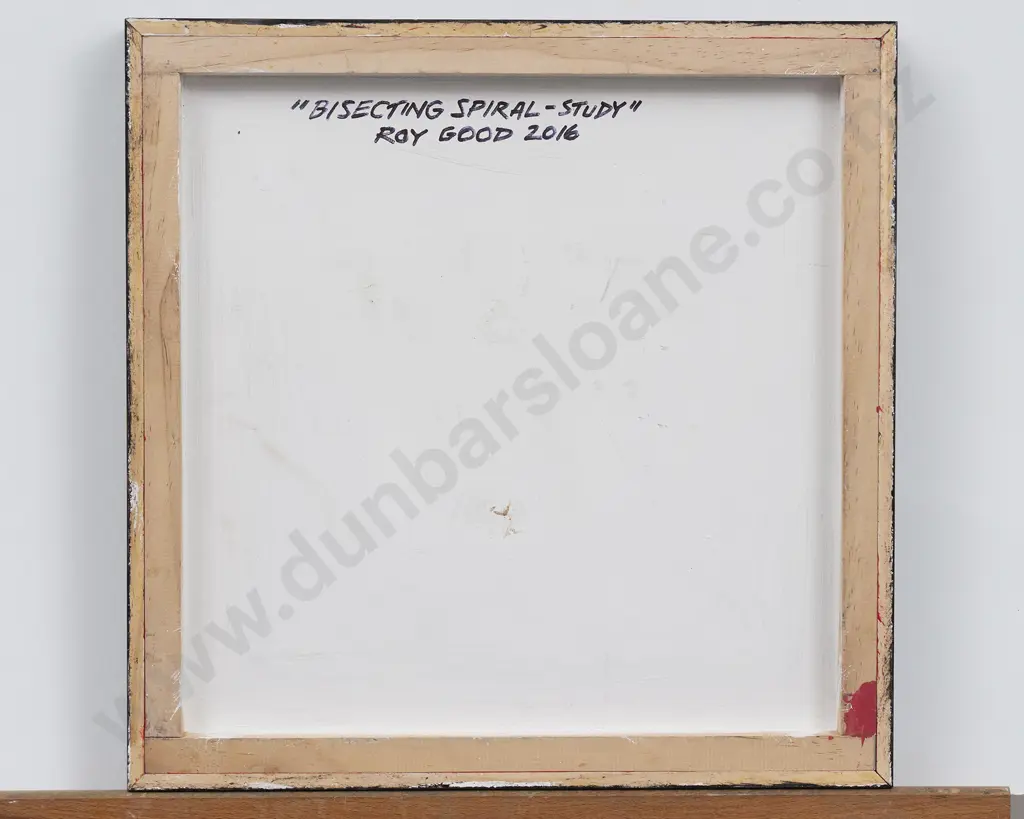 "BISECTING SPIRAL-STUDY"
ROY GOOD 2016
www.dunbarsloane.co.nz